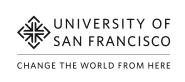 UNIVERSITY OF
SAN FRANCISCO
CHANGE THE WORLD FROM HERE